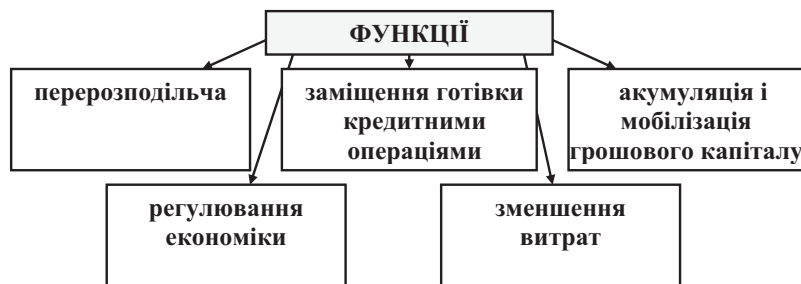 ФУНКЦІЇ
перерозподільча
заміщення готівки
кредитними
операціями
акумуляція і
мобілізація
грошового капіталу
регулювання
економіки
зменшення
витрат